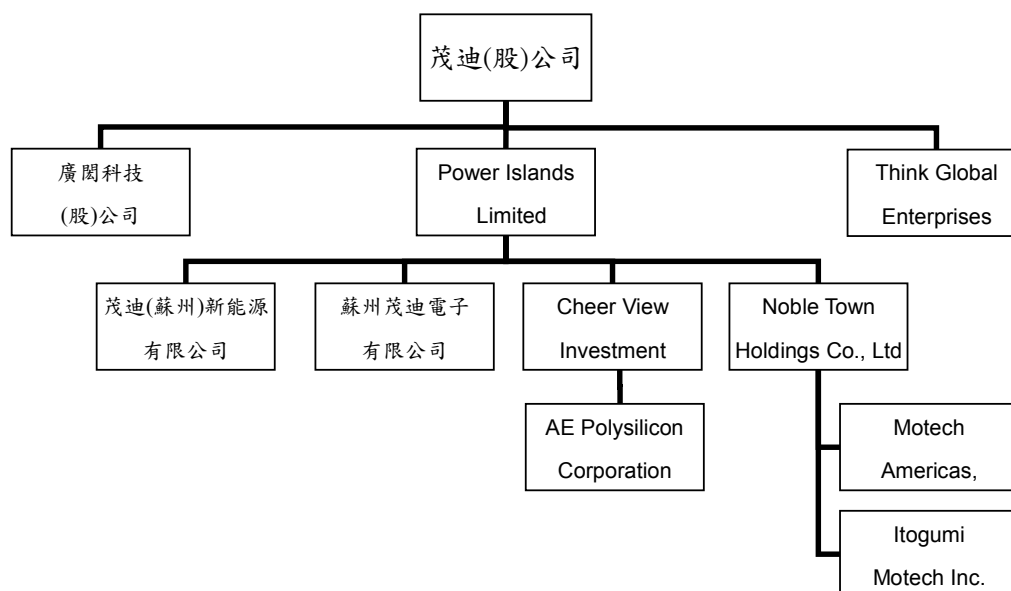 茂迪(股)公司
廣閎科技
(股)公司
Power Islands
Limited
Think Global
Enterprises
茂迪(蘇州)新能源
有限公司
蘇州茂迪電子
有限公司
Cheer View
Investment
Noble Town
Holdings Co., Ltd
AE Polysilicon
Corporation
Motech
Americas,
Itogumi
Motech Inc.